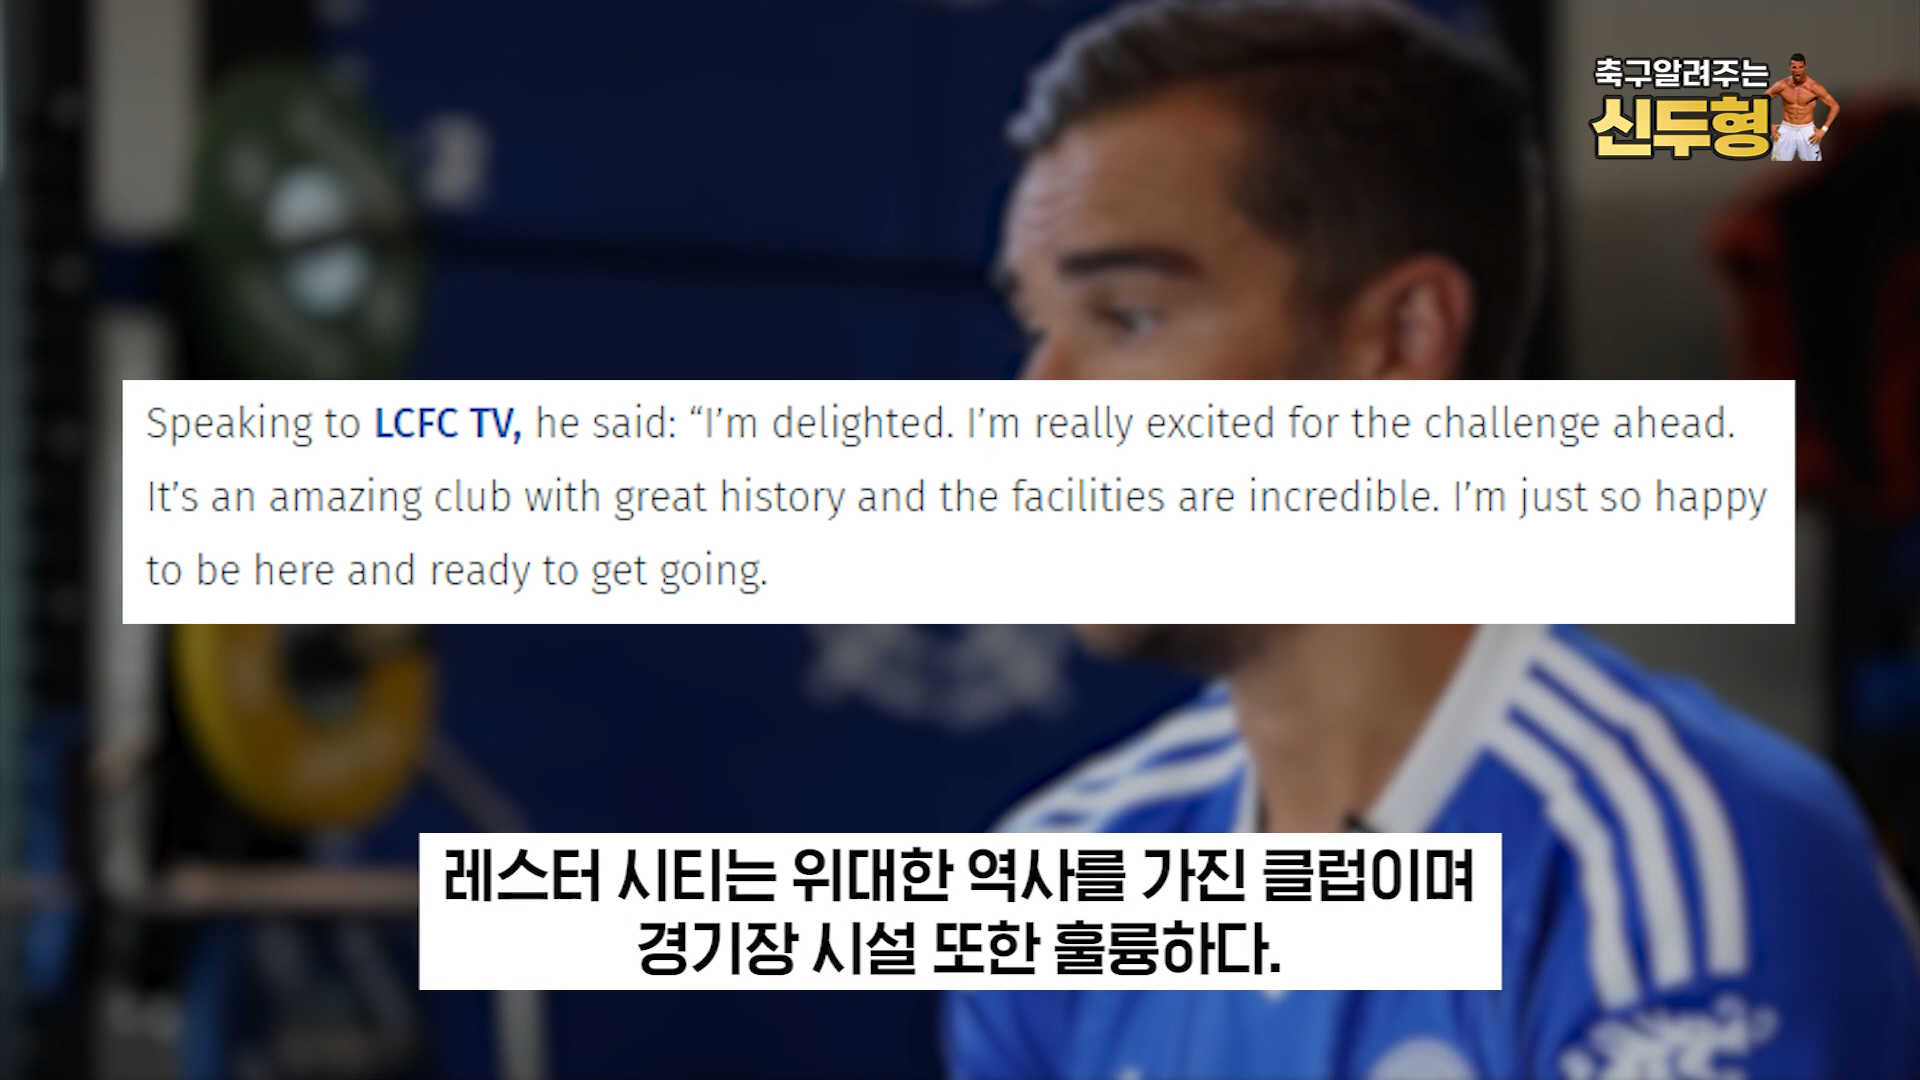 축구알려주는
신두형
Speaking to LCFC TV, he said: “I’m delighted. I’m really excited for the challenge ahead.
It’s an amazing club with great history and the facilities are incredible. I’m just so happy
to be here and ready to get going.
레스터 시티는 위대한 역사를 가진 클럽이며
경기장 시설 또한 훌륭하다.